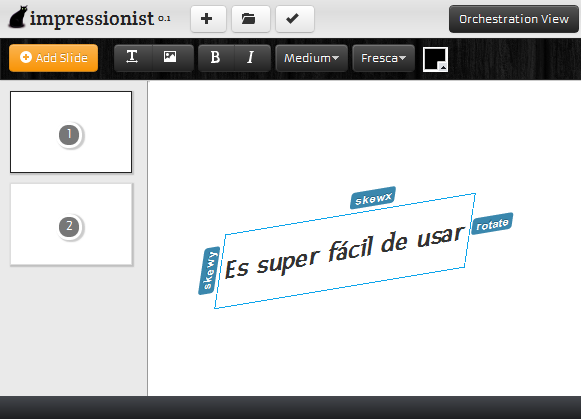 impressionist 0.1
Orchestration View
Add Slide
T B I Medium Fresca
1
2
skewx
rotate
skewy
Es super fácil de usar